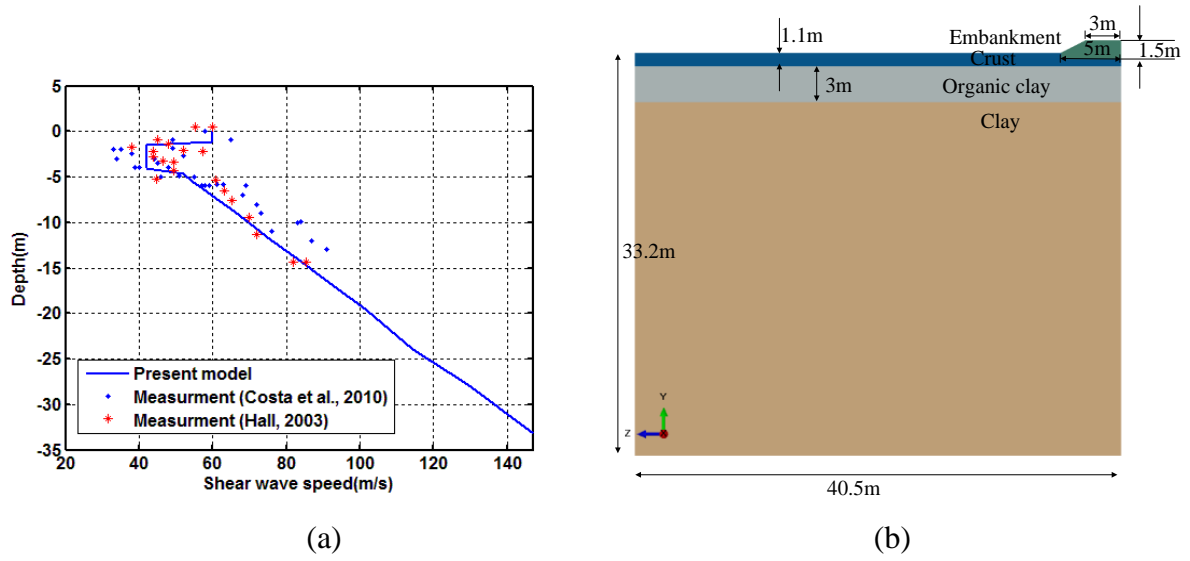 5
0
-5
-10
-15
-20
-25
-30
-35
20 40 60 80 100 120 140
Depth(m)
Shear wave speed(m/s)
Present model
Measurment (Costa et al., 2010)
Measurment (Hall, 2003)
(a)
3m
1.1m
Embankment
5m
1.5m
Crust
3m
Organic clay
Clay
33.2m
Y
Z
X
40.5m
(b)